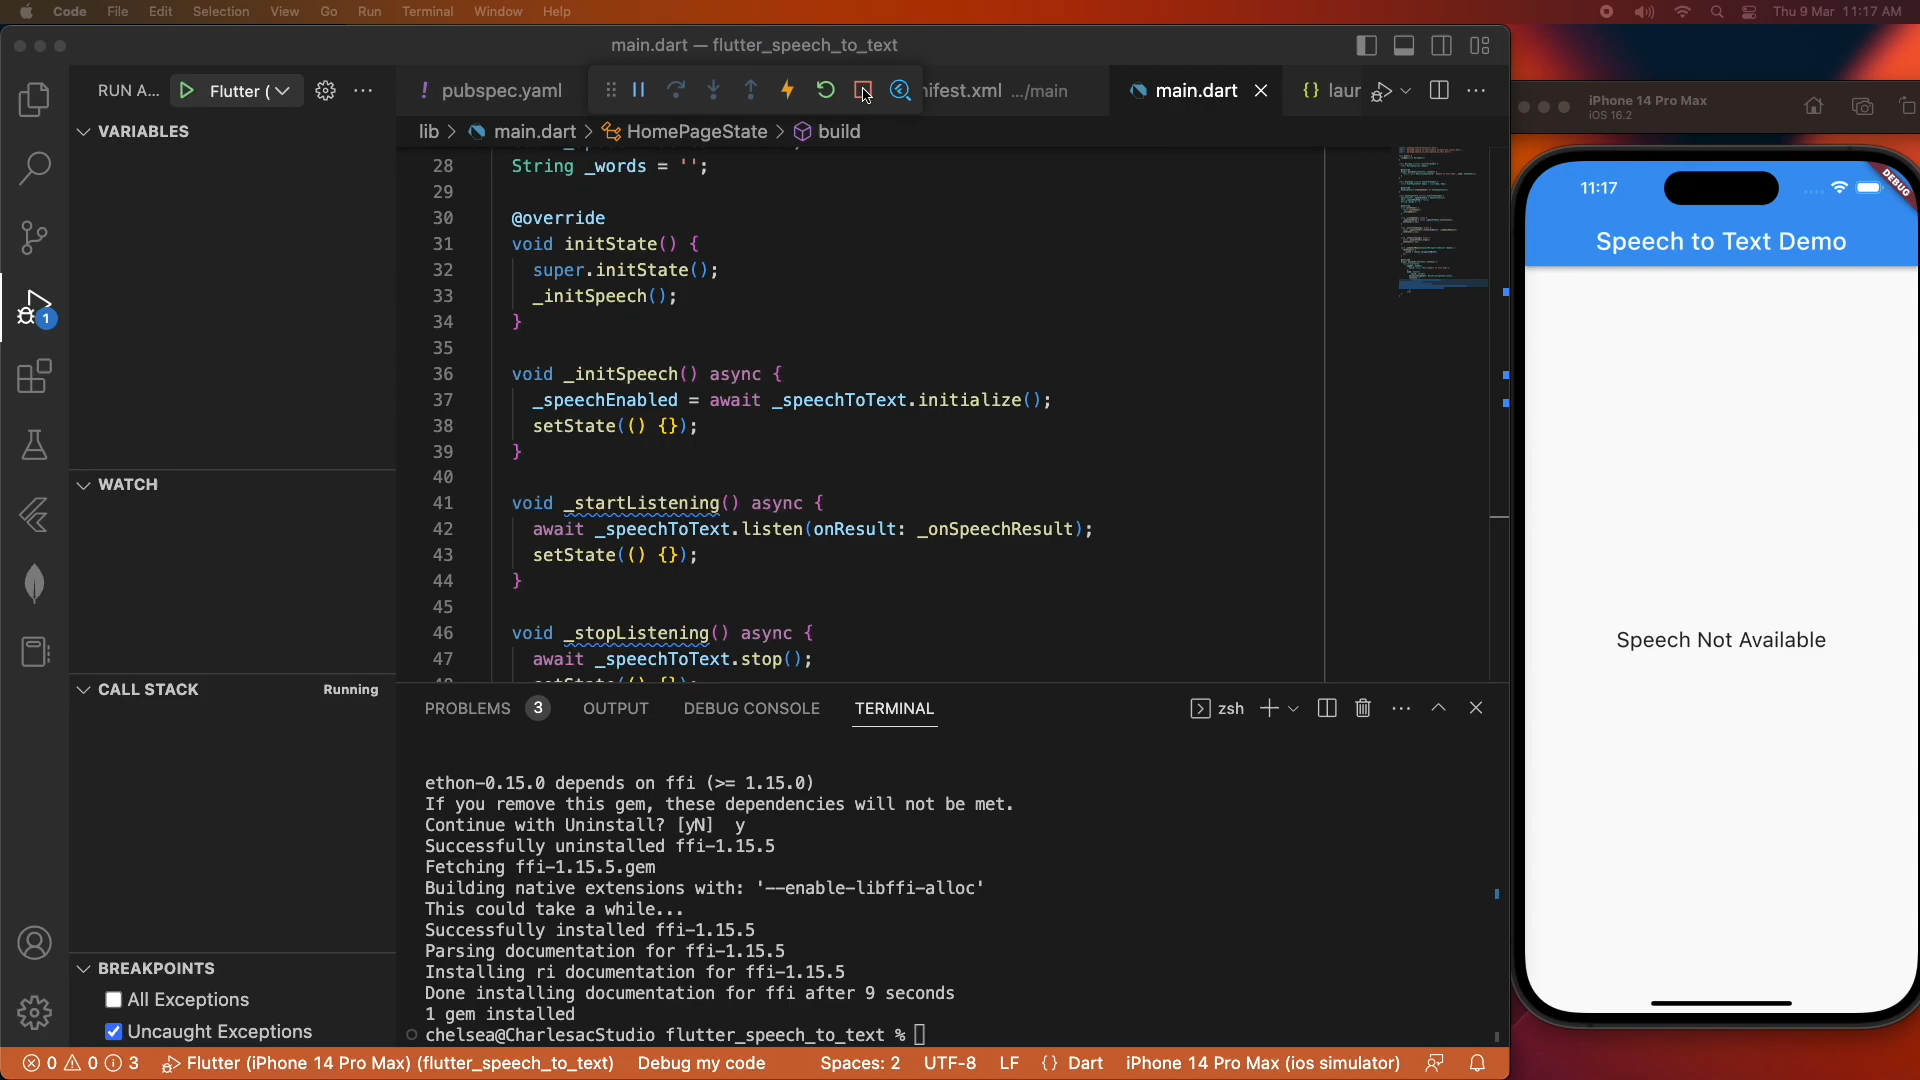 Code File Edit Selection View Go Run Terminal Window Help
Thu 9 Mar 11:17 AM
main.dart — flutter_speech_to_text
RUN A... Flutter (
! pubspec.yaml
ifest.xml .../main
main.dart
{} laur
lib > main.dart > HomePageState > build
VARIABLES
WATCH
CALL STACK
Running
BREAKPOINTS
All Exceptions
Uncaught Exceptions
1
28 String _words = '';
29
30 @override
31 void initState() {
32 super.initState();
33 _initSpeech();
34 }
35
36 void _initSpeech() async {
37 _speechEnabled = await _speechToText.initialize();
38 setState(() {});
39 }
40
41 void _startListening() async {
42 await _speechToText.listen(onResult: _onSpeechResult);
43 setState(() {});
44 }
45
46 void _stopListening() async {
47 await _speechToText.stop();
PROBLEMS 3 OUTPUT DEBUG CONSOLE TERMINAL
zsh
ethon-0.15.0 depends on ffi (>= 1.15.0)
If you remove this gem, these dependencies will not be met.
Continue with Uninstall? [yN] y
Successfully uninstalled ffi-1.15.5
Fetching ffi-1.15.5.gem
Building native extensions with: '--enable-libffi-alloc'
This could take a while...
Successfully installed ffi-1.15.5
Parsing documentation for ffi-1.15.5
Installing ri documentation for ffi-1.15.5
Done installing documentation for ffi after 9 seconds
1 gem installed
chelsea@CharlesacStudio flutter_speech_to_text %
0 0 3 Flutter (iPhone 14 Pro Max) (flutter_speech_to_text) Debug my code Spaces: 2 UTF-8 LF {} Dart iPhone 14 Pro Max (ios simulator)
iPhone 14 Pro Max
iOS 16.2
11:17
DEBUG
Speech to Text Demo
Speech Not Available